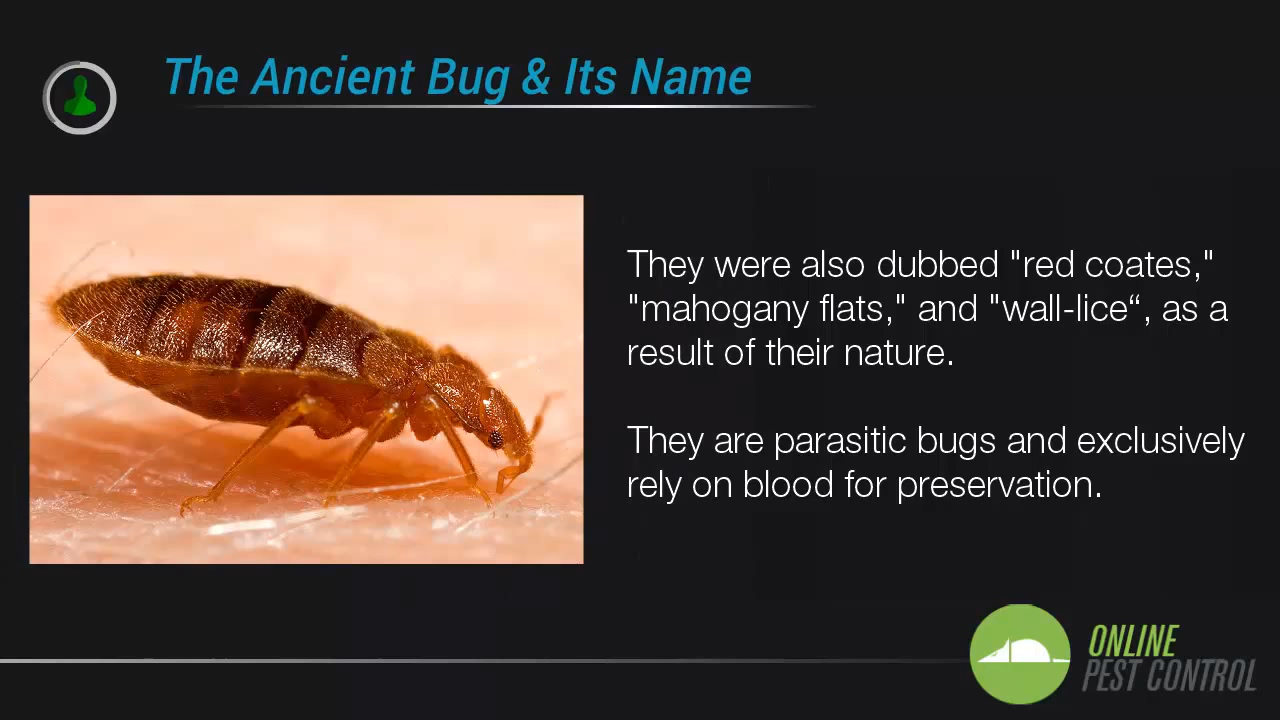 The Ancient Bug & Its Name
They were also dubbed "red coates,"
"mahogany flats," and "wall-lice“, as a
result of their nature.
They are parasitic bugs and exclusively
rely on blood for preservation.
ONLINE
PEST CONTROL